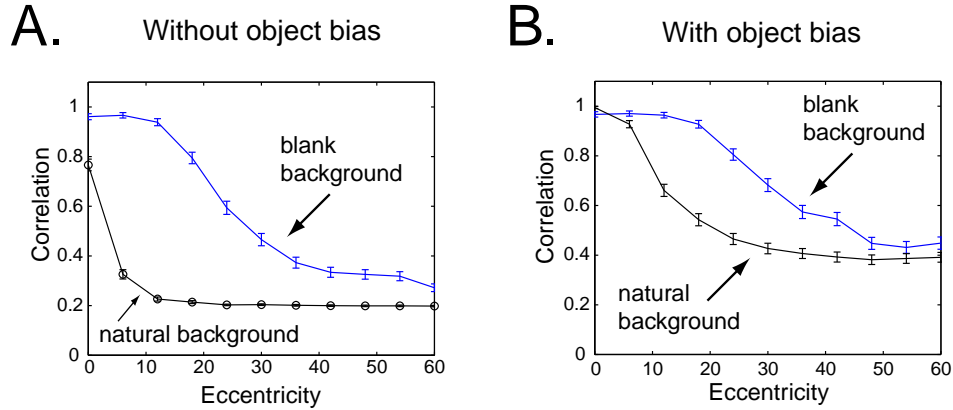 A.
Without object bias
Correlation
1
0.8
0.6
0.4
0.2
0
blank
background
natural background
0 10 20 30 40 50 60
Eccentricity
B.
With object bias
Correlation
1
0.8
0.6
0.4
0.2
0
blank
background
natural
background
0 10 20 30 40 50 60
Eccentricity